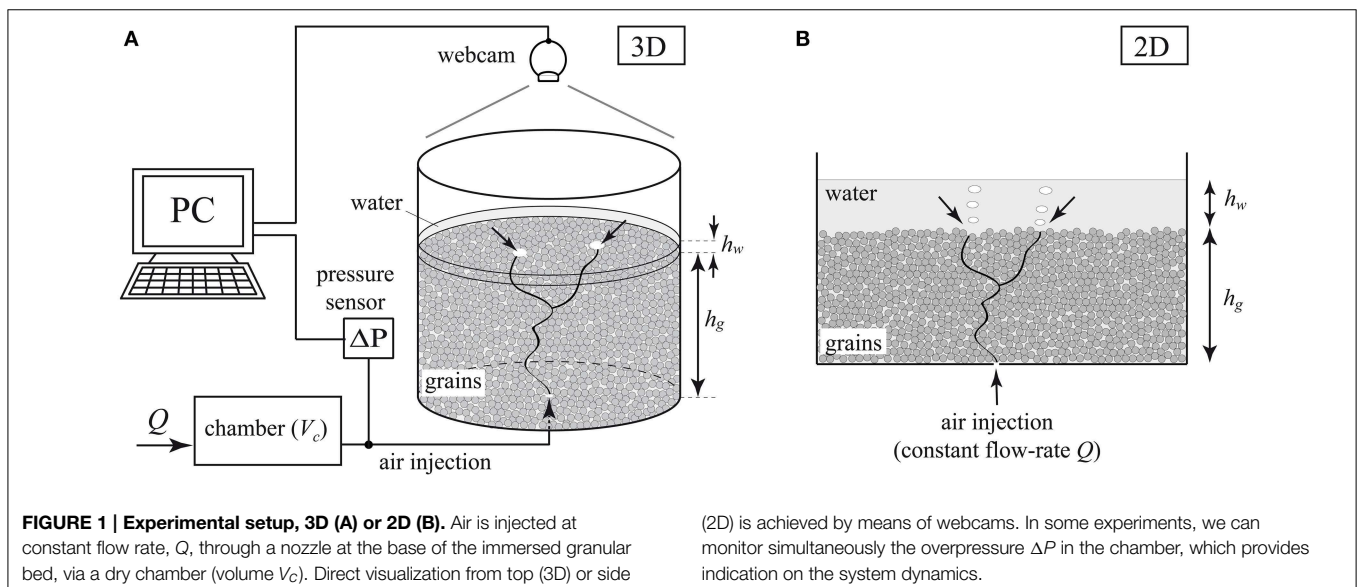 A
webcam
3D
PC
water
pressure
sensor
ΔP
h_w
h_g
grains
Q
chamber (V_c)
air injection
B
2D
water
h_w
h_g
grains
air injection
(constant flow-rate Q)
FIGURE 1 | Experimental setup, 3D (A) or 2D (B). Air is injected at
constant flow rate, Q, through a nozzle at the base of the immersed granular
bed, via a dry chamber (volume V_C). Direct visualization from top (3D) or side
(2D) is achieved by means of webcams. In some experiments, we can
monitor simultaneously the overpressure ΔP in the chamber, which provides
indication on the system dynamics.